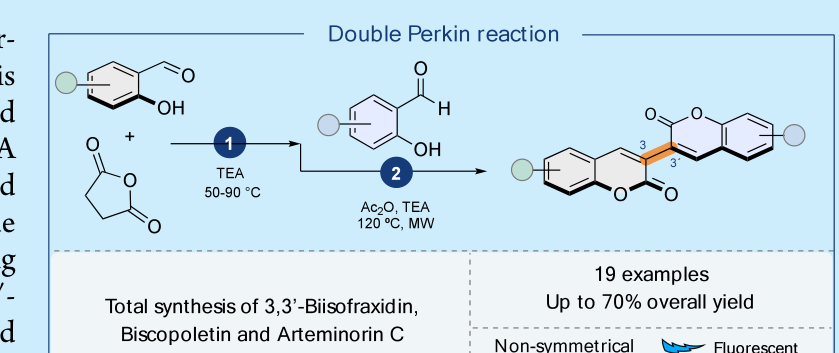 r-
is
d
A
d
e
g
'-
d
Double Perkin reaction
O
OH
+
O
O
O
1
TEA
50-90 °C
O
H
OH
2
Ac2O, TEA
120 ºC, MW
O
O
3
3´
O
O
19 examples
Up to 70% overall yield
Total synthesis of 3,3’-Biisofraxidin,
Biscopoletin and Arteminorin C
Non-symmetrical
Fluorescent